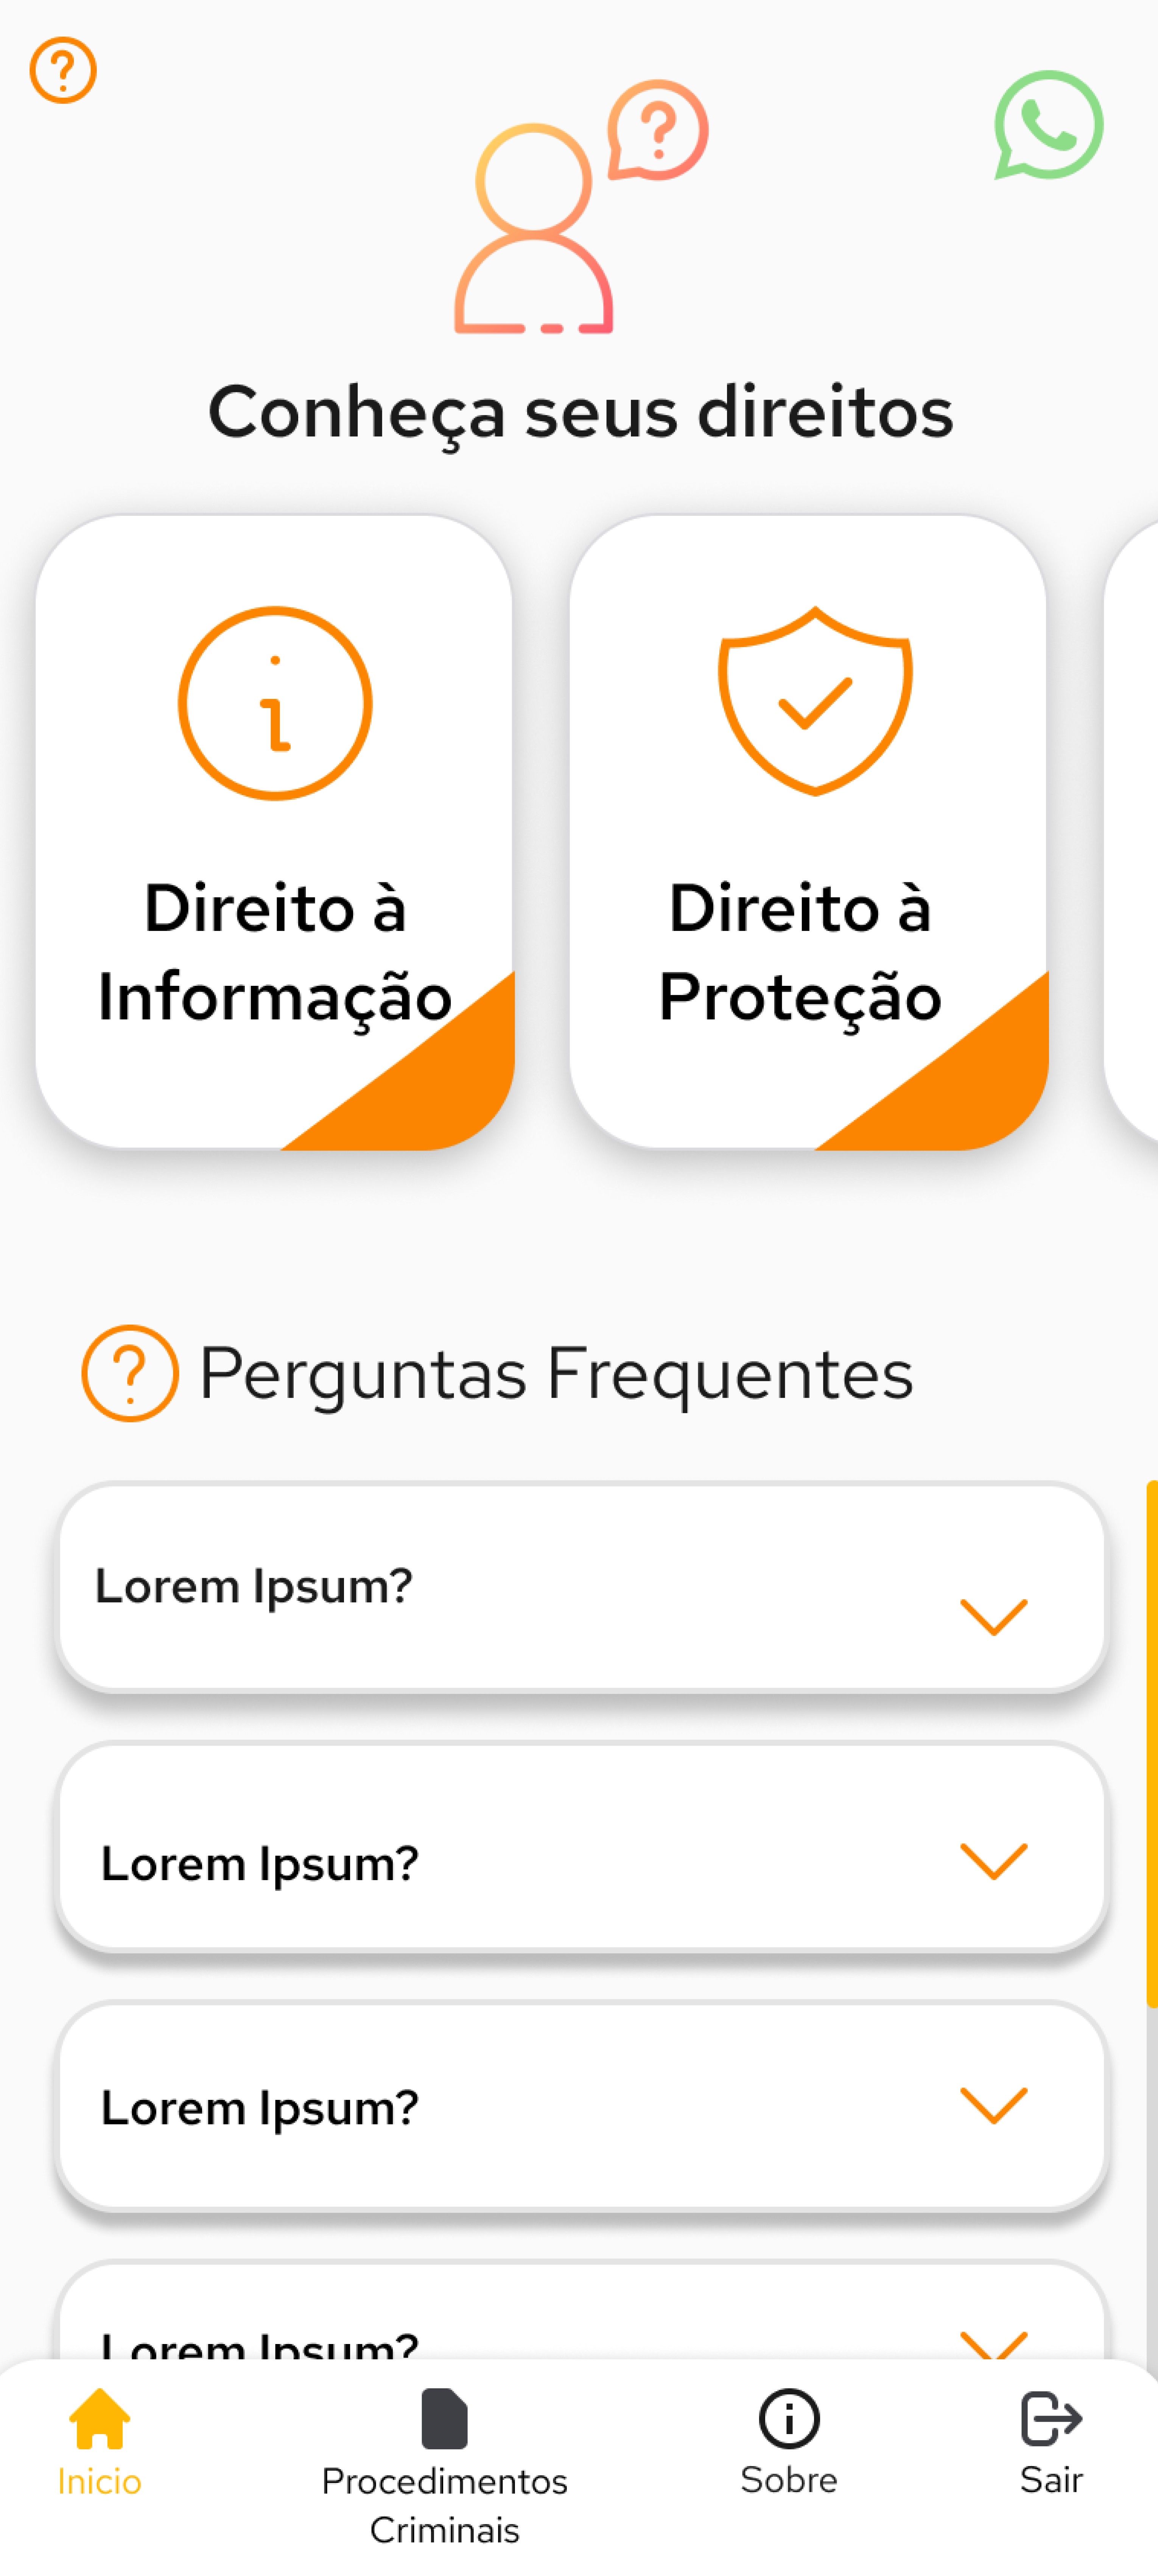 Conheça seus direitos
Direito à
Informação
Direito à
Proteção
Perguntas Frequentes
Lorem Ipsum?
Lorem Ipsum?
Lorem Ipsum?
Lorem Ipsum?
Inicio
Procedimentos
Criminais
Sobre
Sair